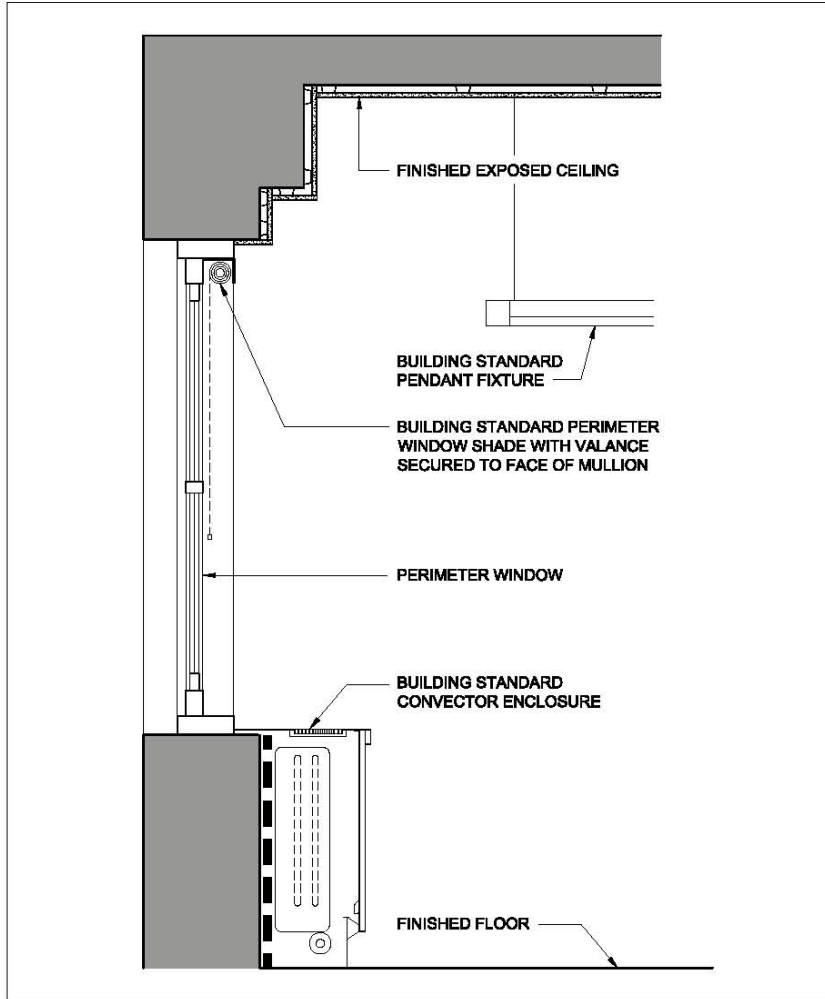 FINISHED EXPOSED CEILING
BUILDING STANDARD
PENDANT FIXTURE
BUILDING STANDARD PERIMETER
WINDOW SHADE WITH VALANCE
SECURED TO FACE OF MULLION
PERIMETER WINDOW
BUILDING STANDARD
CONVECTOR ENCLOSURE
FINISHED FLOOR